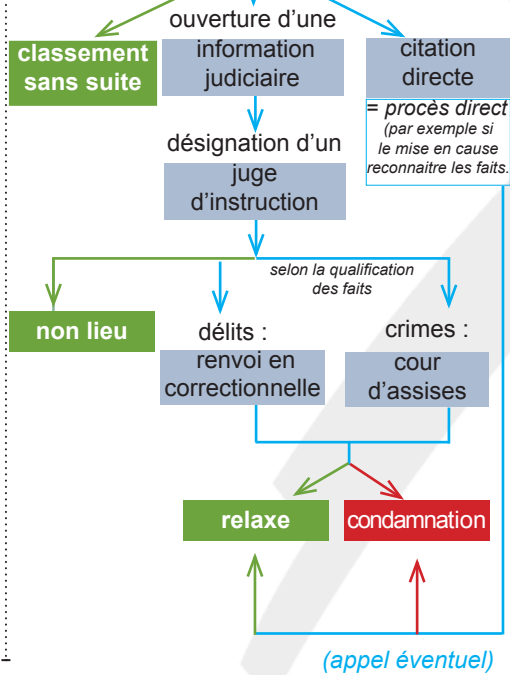 classement
sans suite
ouverture d'une
information
judiciaire
citation
directe
= procès direct
(par exemple si
le mise en cause
reconnaitre les faits.
désignation d'un
juge
d'instruction
selon la qualification
des faits
non lieu
délits :
renvoi en
correctionnelle
crimes :
cour
d'assises
relaxe
condamnation
(appel éventuel)